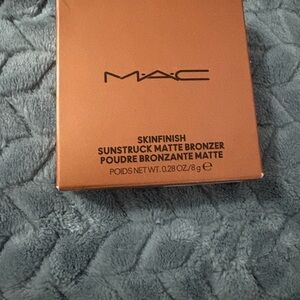 MAC
SKINFINISH
SUNSTRUCK MATTE BRONZER
POUDRE BRONZANTE MATTE
POIDS NET WT. 0.28 OZ/8 g ℮